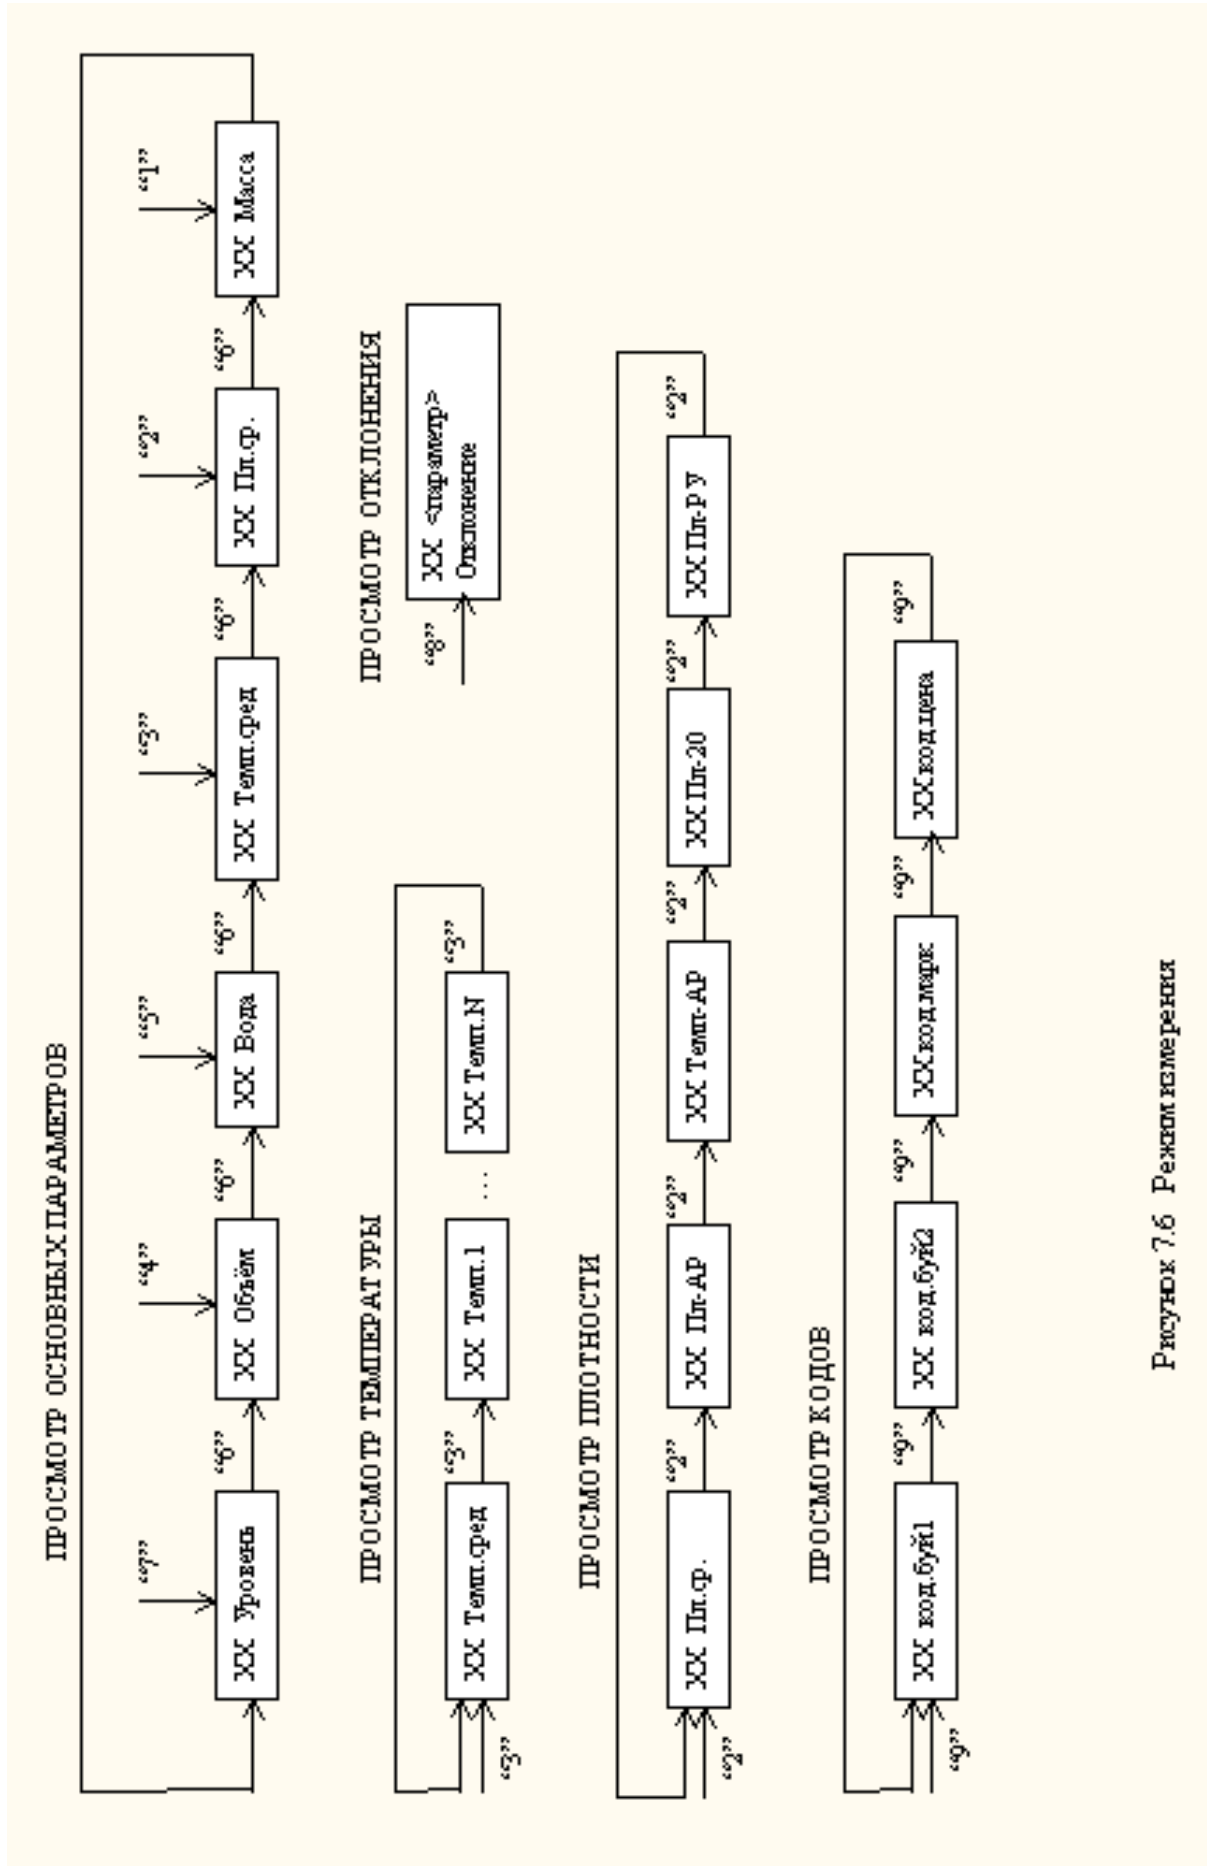 ПРОСМОТР ОСНОВНЫХ ПАРАМЕТРОВ
“7”
“4”
“5”
“3”
“2”
“1”
XX Уровень
“6”
XX Объём
“6”
XX Вода
“6”
XX Темп.сред
“6”
XX Пл.ср.
“6”
XX Масса
ПРОСМОТР ТЕМПЕРАТУРЫ
“3”
XX Темп.сред
“3”
XX Темп.1
...
XX Темп.N
“3”
ПРОСМОТР ОТКЛОНЕНИЯ
“8”
XX <параметр>
Отклонение
ПРОСМОТР ПЛОТНОСТИ
“2”
XX Пл.ср.
“2”
XX Пл-АР
“2”
XX Темп-АР
“2”
XX Пл-20
“2”
XX Пл-РУ
“2”
ПРОСМОТР КОДОВ
“9”
XX код.буй1
“9”
XX код.буй2
“9”
XX код.марк
“9”
XX код.цена
“9”
Рисунок 7.6 Режим измерения